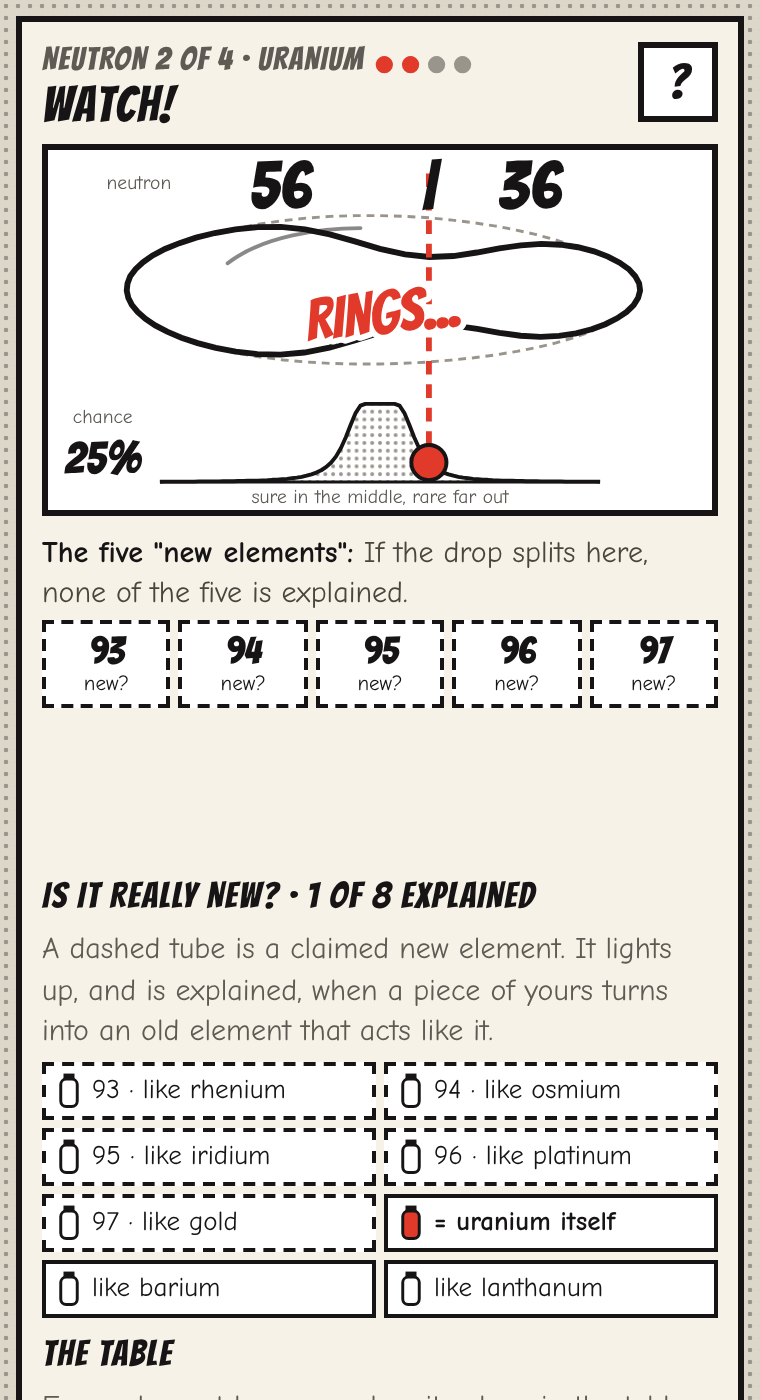 NEUTRON 2 OF 4 · URANIUM
WATCH!
?
neutron
56 / 36
RINGS...
chance
25%
sure in the middle, rare far out
The five "new elements": If the drop splits here,
none of the five is explained.
93 94 95 96 97
new? new? new? new? new?
IS IT REALLY NEW? · 1 OF 8 EXPLAINED
A dashed tube is a claimed new element. It lights
up, and is explained, when a piece of yours turns
into an old element that acts like it.
93 · like rhenium
94 · like osmium
95 · like iridium
96 · like platinum
97 · like gold
= uranium itself
like barium
like lanthanum
THE TABLE